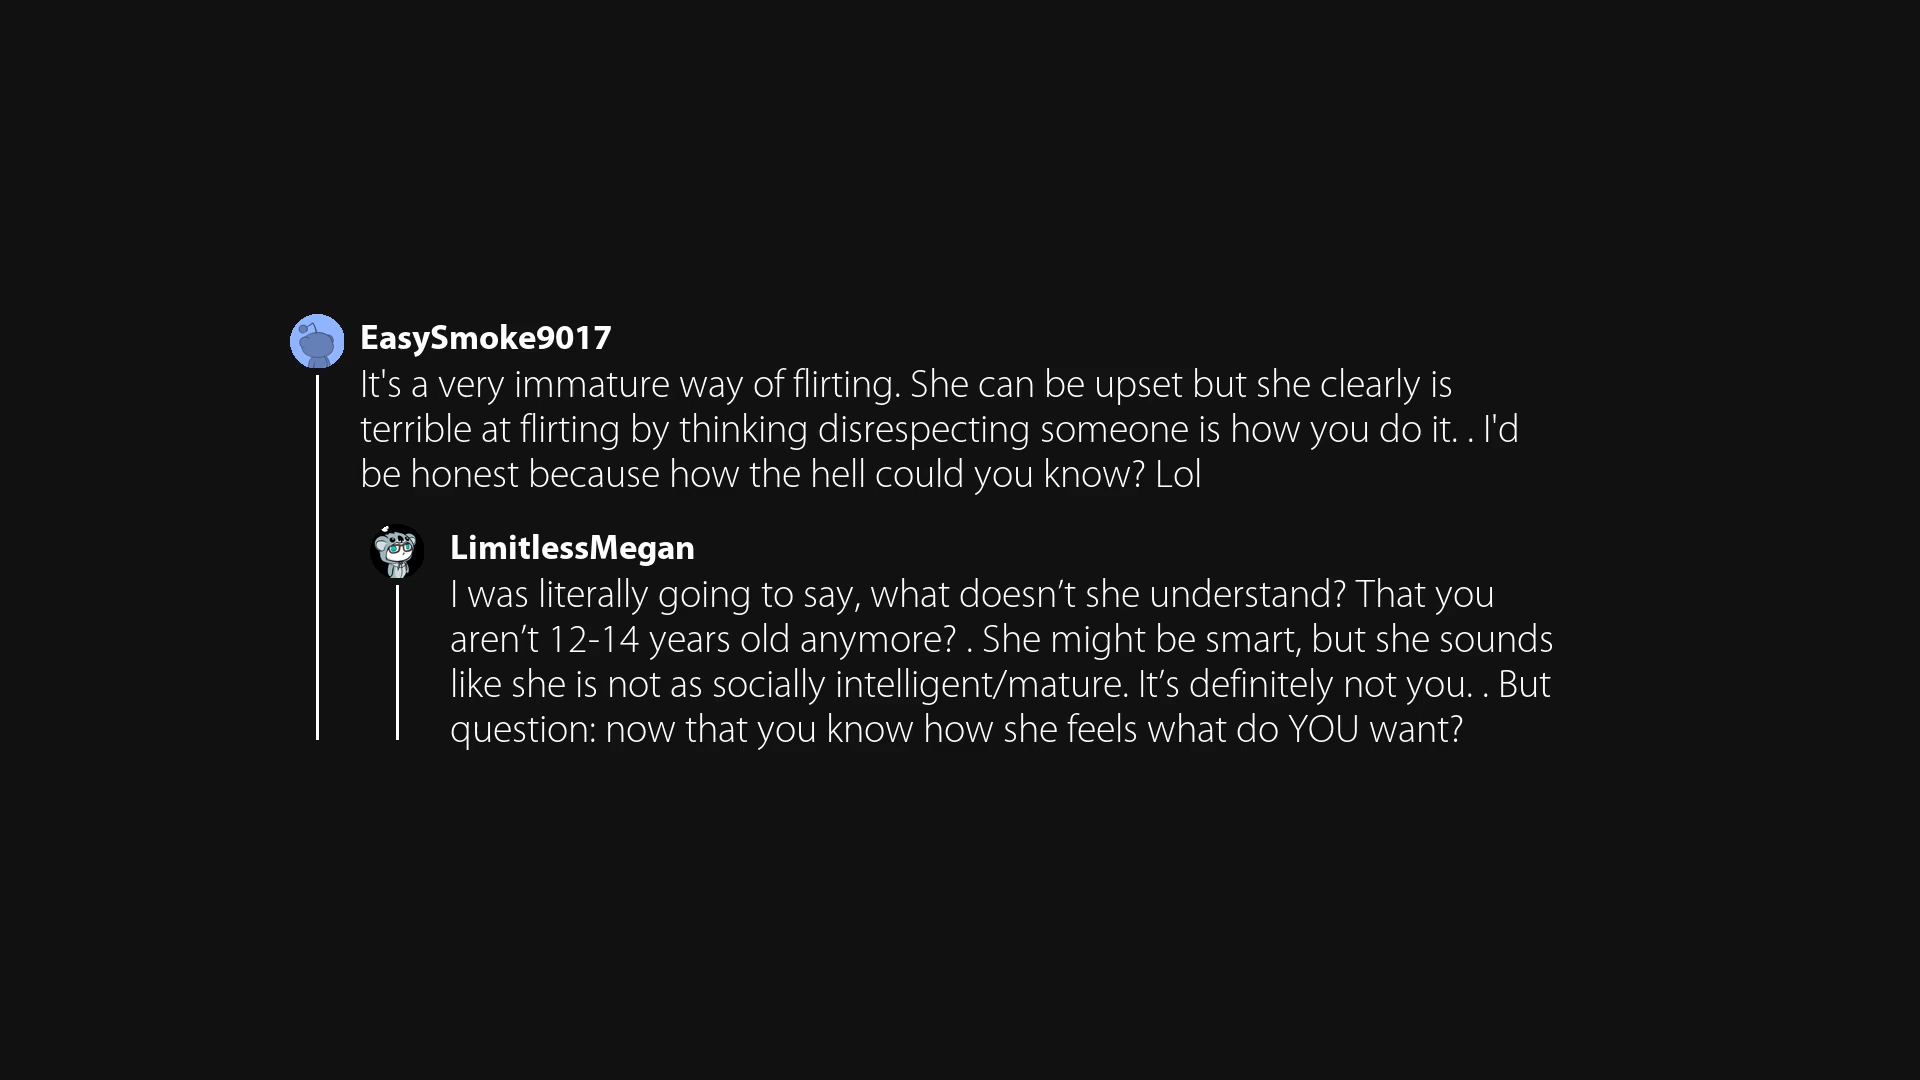 EasySmoke9017
It's a very immature way of flirting. She can be upset but she clearly is
terrible at flirting by thinking disrespecting someone is how you do it. . I'd
be honest because how the hell could you know? Lol
LimitlessMegan
I was literally going to say, what doesn’t she understand? That you
aren’t 12-14 years old anymore? . She might be smart, but she sounds
like she is not as socially intelligent/mature. It’s definitely not you. . But
question: now that you know how she feels what do YOU want?